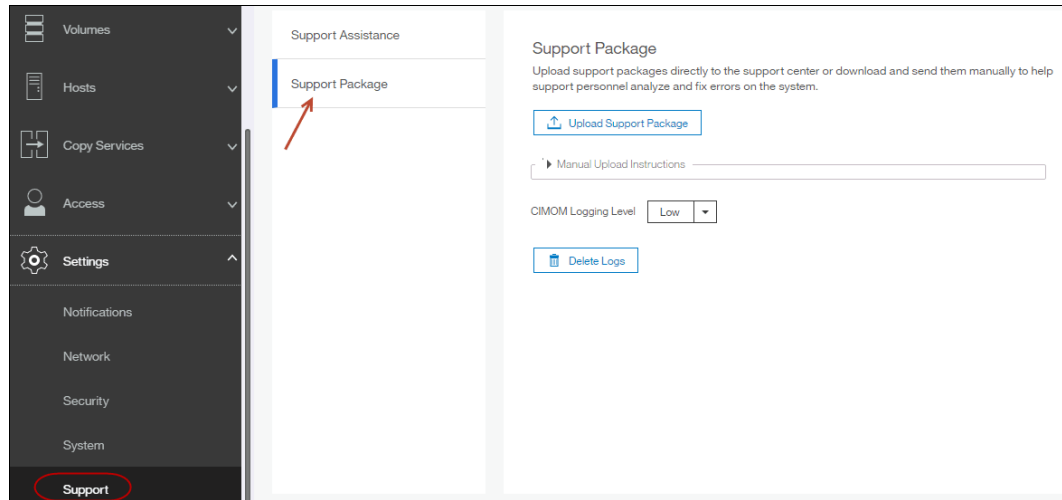 Volumes
Hosts
Copy Services
Access
Settings
Notifications
Network
Security
System
Support
Support Assistance
Support Package
Support Package
Upload support packages directly to the support center or download and send them manually to help
support personnel analyze and fix errors on the system.
Upload Support Package
Manual Upload Instructions
CIMOM Logging Level Low
Delete Logs